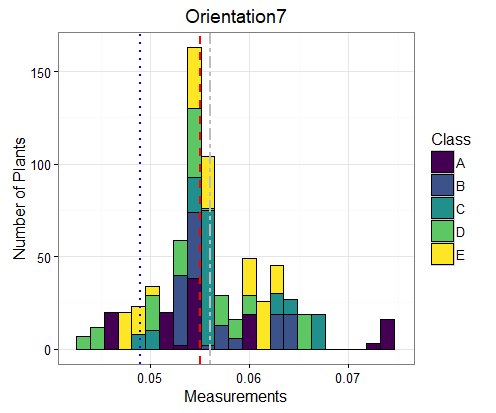 Orientation7
Number of Plants
150
100
50
0
0.05 0.06 0.07
Measurements
Class
A
B
C
D
E